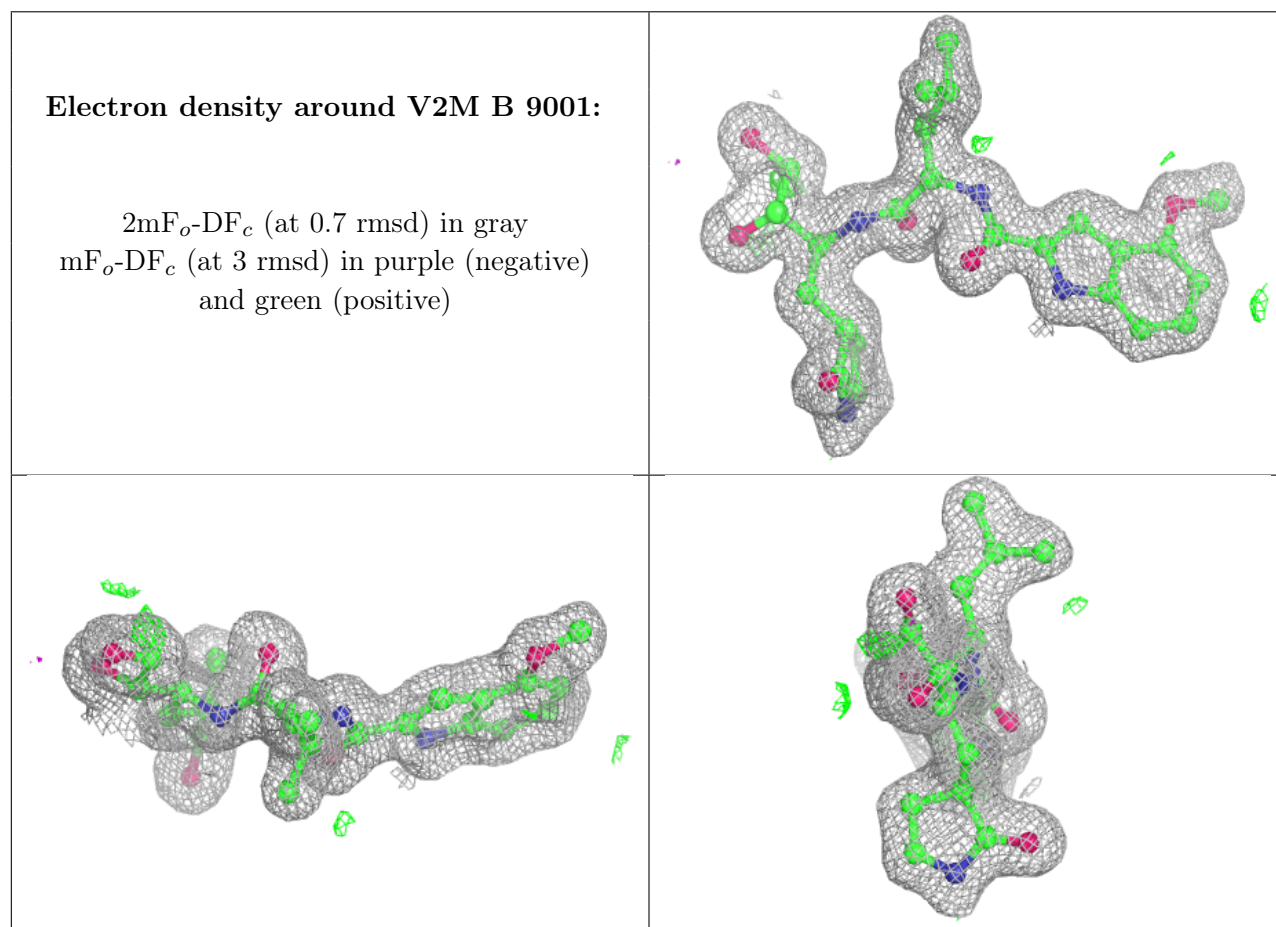 Electron density around V2M B 9001:
2mFo-DFc (at 0.7 rmsd) in gray
mFo-DFc (at 3 rmsd) in purple (negative)
and green (positive)